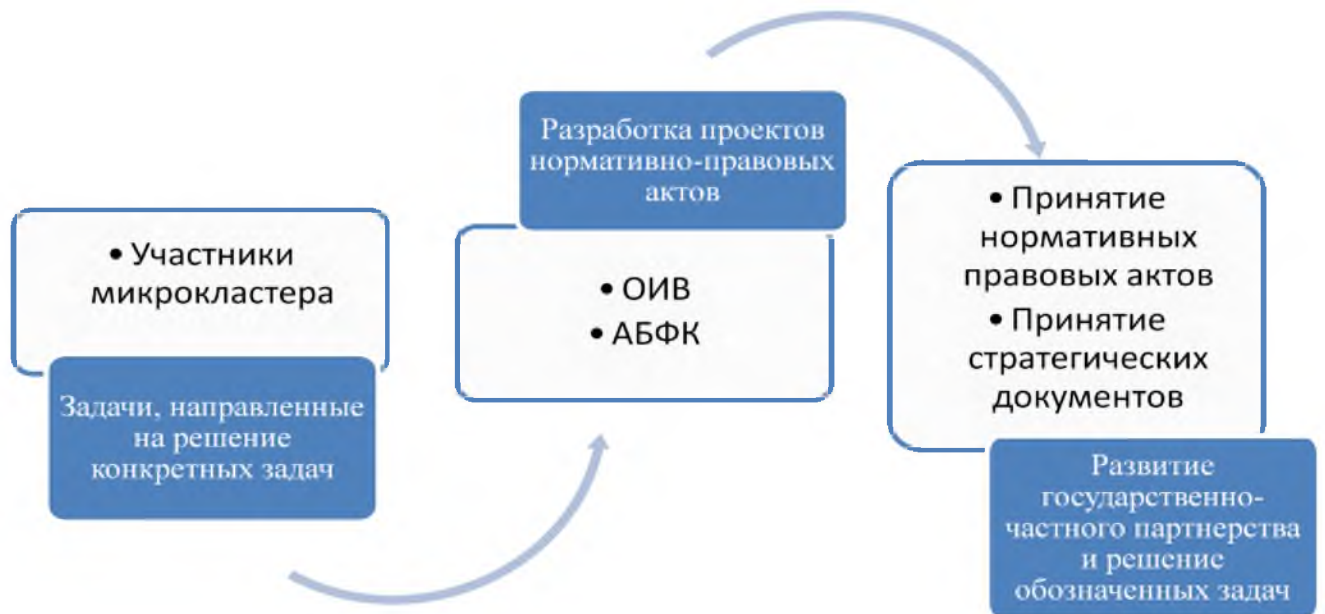 • Участники
микрокластера
Задачи, направленные
на решение
конкретных задач
Разработка проектов
нормативно-правовых
актов
• ОИВ
• АБФК
• Принятие
нормативных
правовых актов
• Принятие
стратегических
документов
Развитие
государственно-
частного партнерства
и решение
обозначенных задач